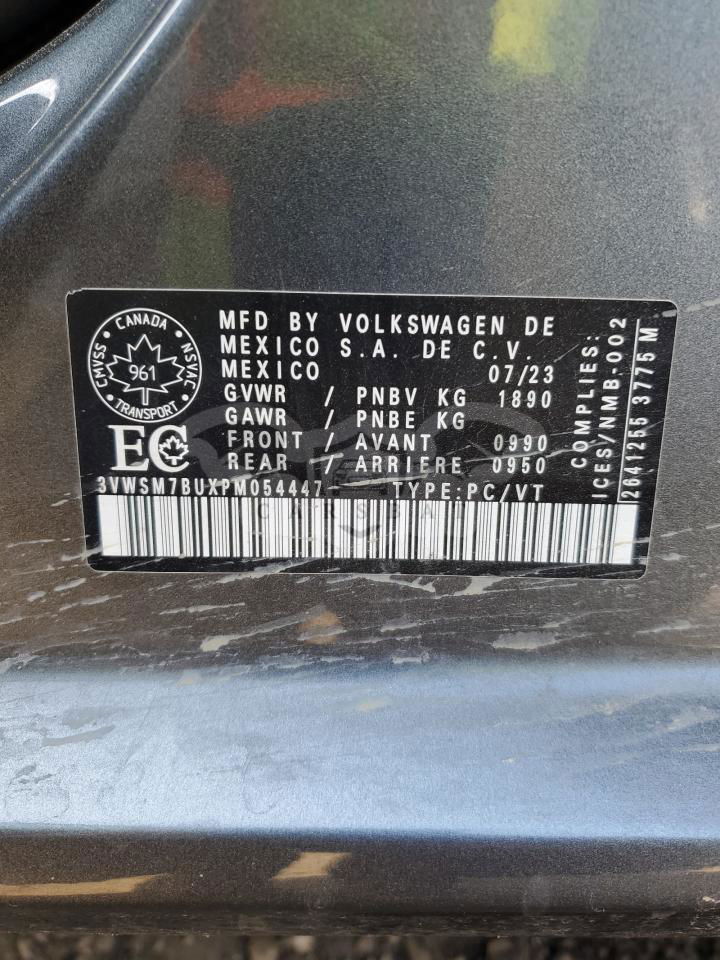 CANADA
CMVSS
NSVAC
961
TRANSPORT
EC
MFD BY VOLKSWAGEN DE
MEXICO S.A. DE C.V.
MEXICO 07/23
GVWR / PNBV KG 1890
GAWR / PNBE KG
FRONT / AVANT 0990
REAR / ARRIERE 0950
3VWSM7BUXPM054447 TYPE:PC/VT
COMPLIES:
ICES/NMB-002
2641255 3775 M
CARSBAL